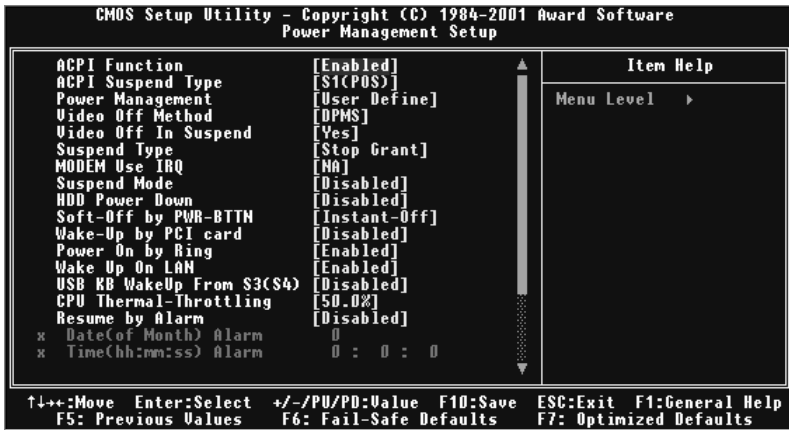 CMOS Setup Utility - Copyright (C) 1984-2001 Award Software
Power Management Setup
ACPI Function [Enabled]
ACPI Suspend Type [S1(POS)]
Power Management [User Define]
Video Off Method [DPMS]
Video Off In Suspend [Yes]
Suspend Type [Stop Grant]
MODEM Use IRQ [NA]
Suspend Mode [Disabled]
HDD Power Down [Disabled]
Soft-Off by PWR-BTTN [Instant-Off]
Wake-Up by PCI card [Disabled]
Power On by Ring [Enabled]
Wake Up On LAN [Enabled]
USB KB WakeUp From S3(S4) [Disabled]
CPU Thermal-Throttling [50.0%]
Resume by Alarm [Disabled]
x Date(of Month) Alarm 0
x Time(hh:mm:ss) Alarm 0 : 0 : 0
Item Help
Menu Level ▸
↑↓→←:Move Enter:Select +/-/PU/PD:Value F10:Save ESC:Exit F1:General Help
F5: Previous Values F6: Fail-Safe Defaults F7: Optimized Defaults